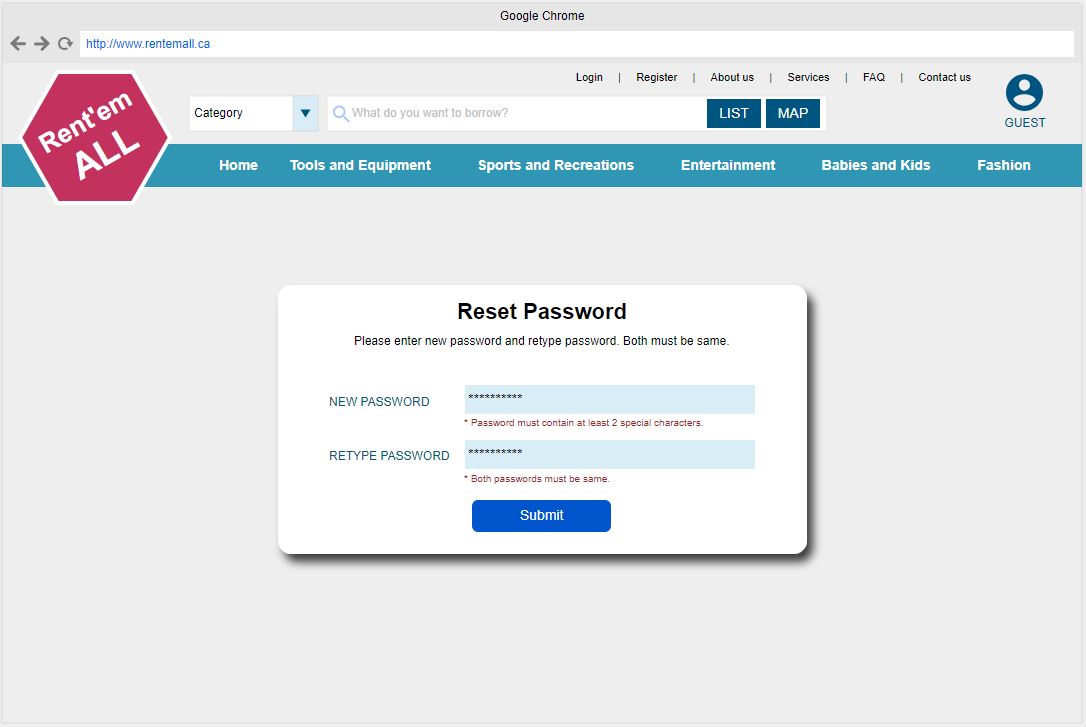 Google Chrome
http://www.rentemall.ca
Login | Register | About us | Services | FAQ | Contact us
Rent'em
ALL
Category
What do you want to borrow?
LIST
MAP
GUEST
Home Tools and Equipment Sports and Recreations Entertainment Babies and Kids Fashion
Reset Password
Please enter new password and retype password. Both must be same.
NEW PASSWORD **********
* Password must contain at least 2 special characters.
RETYPE PASSWORD **********
* Both passwords must be same.
Submit